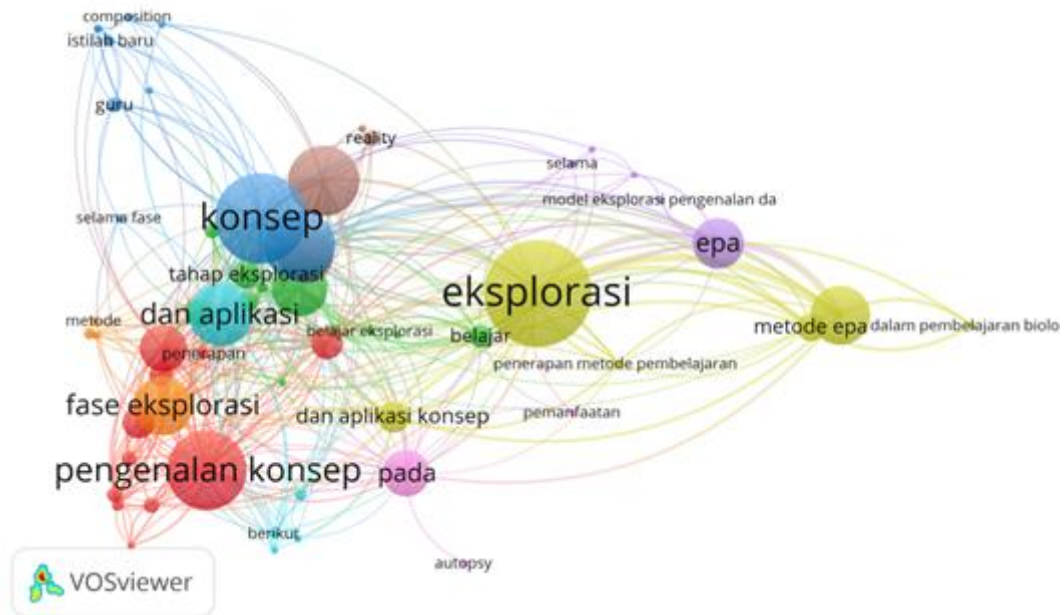 composition
istilah baru
guru
reality
selama
selama fase
konsep
model eksplorasi pengenalan da
epa
tahap eksplorasi
eksplorasi
dan aplikasi
metode
belajar eksplorasi
belajar
metode epa
dalam pembelajaran biolo
penerapan
penerapan metode pembelajaran
fase eksplorasi
dan aplikasi konsep
pemanfaatan
pengenalan konsep
pada
berikut
autopsy
VOSviewer